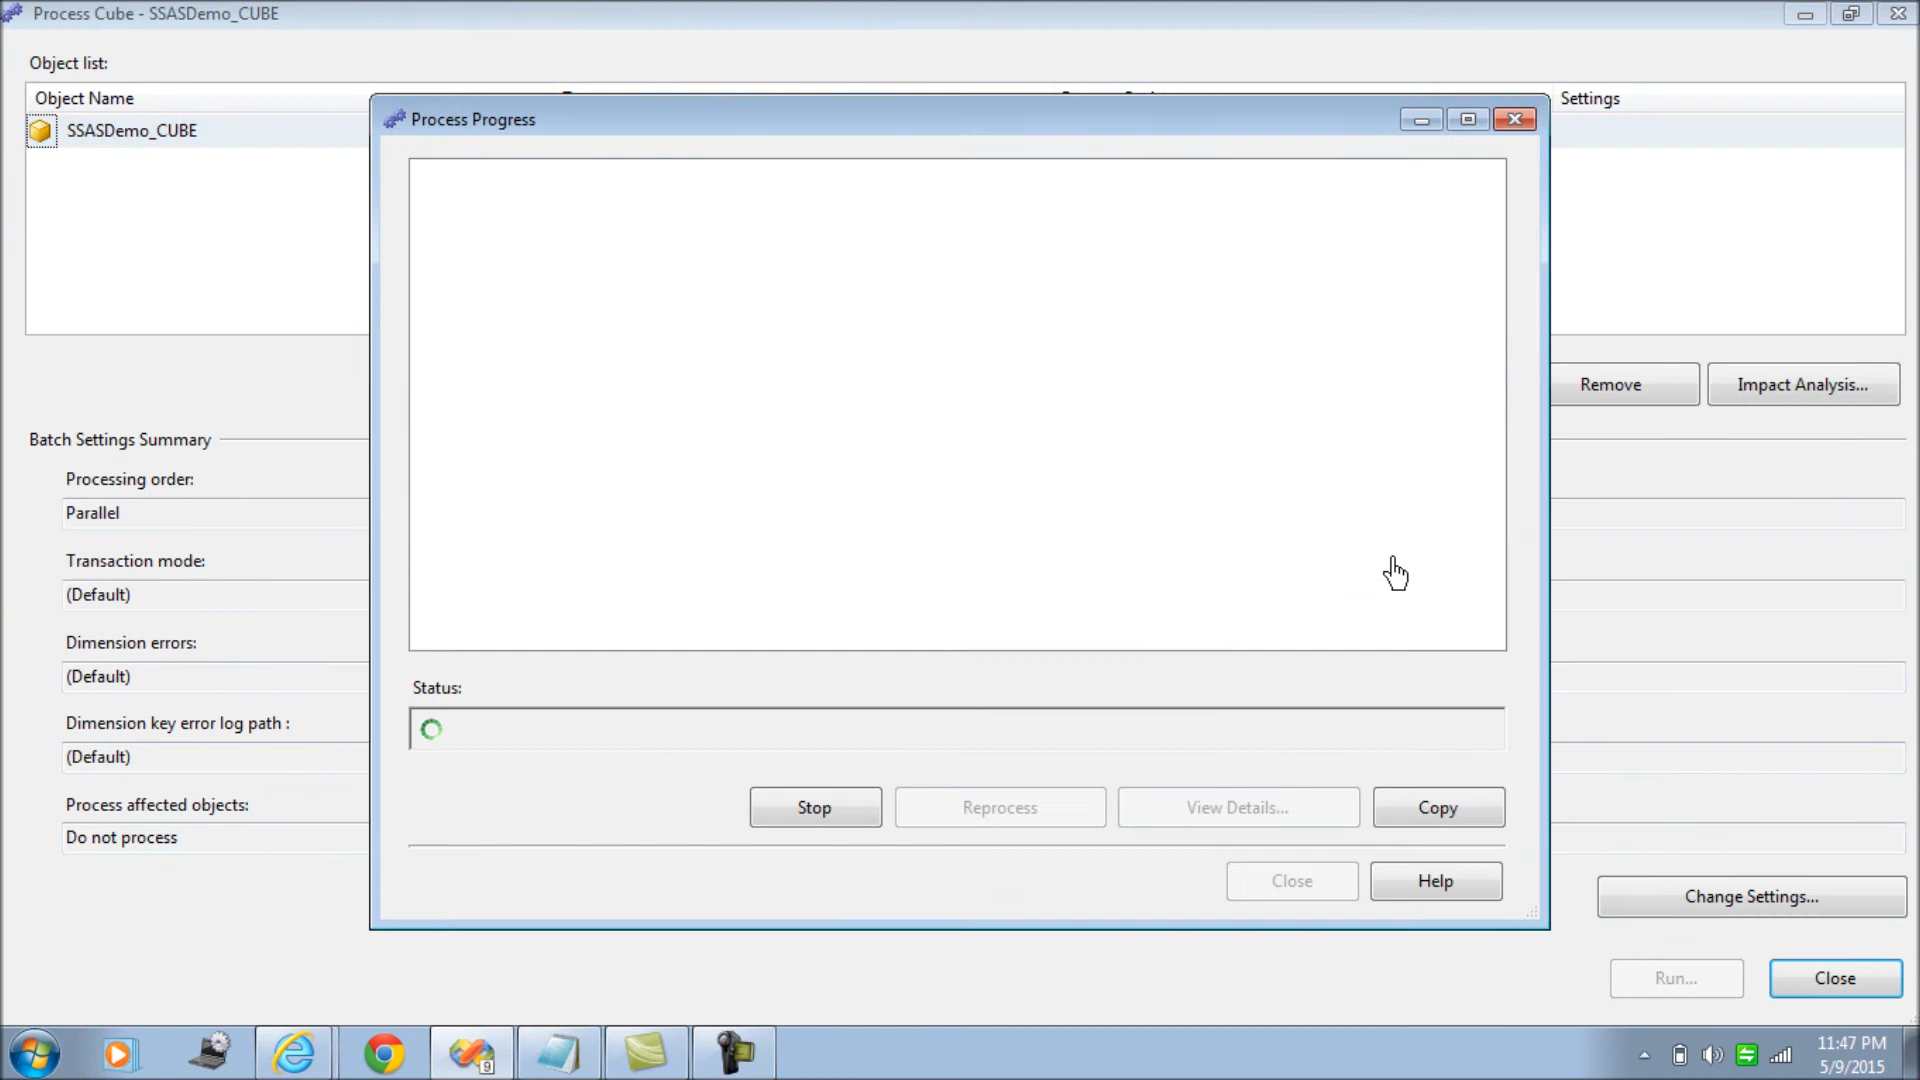 Process Cube - SSASDemo_CUBE
Object list:
Object Name
Settings
SSASDemo_CUBE
Process Progress
Remove
Impact Analysis...
Batch Settings Summary
Processing order:
Parallel
Transaction mode:
(Default)
Dimension errors:
(Default)
Dimension key error log path :
(Default)
Process affected objects:
Do not process
Status:
Stop
Reprocess
View Details...
Copy
Close
Help
Change Settings...
Run...
Close
9
11:47 PM
5/9/2015